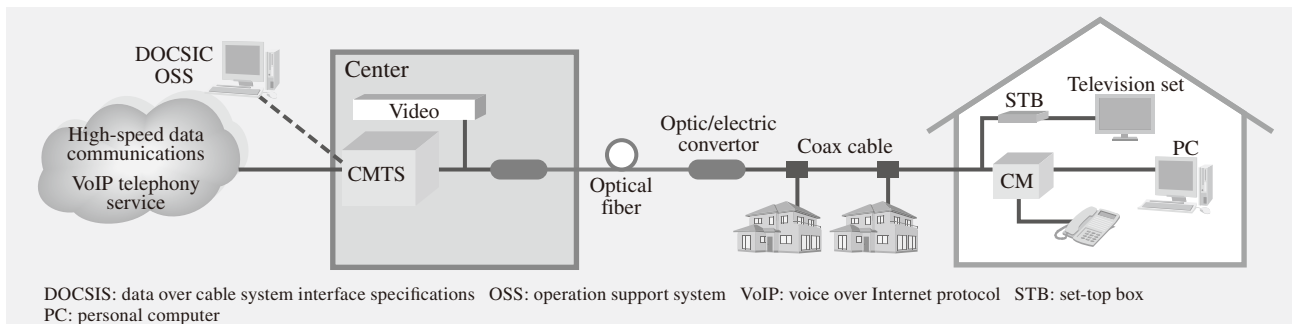 DOCSIC
OSS
High-speed data
communications
VoIP telephony
service
Center
Video
CMTS
Optical
fiber
Optic/electric
convertor
Coax cable
STB
Television set
CM
PC
DOCSIS: data over cable system interface specifications OSS: operation support system VoIP: voice over Internet protocol STB: set-top box
PC: personal computer